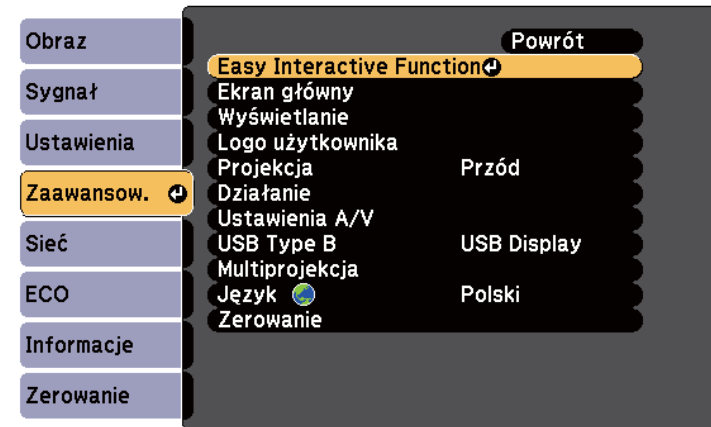 Obraz
Sygnał
Ustawienia
Zaawansow.
Sieć
ECO
Informacje
Zerowanie
Powrót
Easy Interactive Function
Ekran główny
Wyświetlanie
Logo użytkownika
Projekcja Przód
Działanie
Ustawienia A/V
USB Type B USB Display
Multiprojekcja
Język Polski
Zerowanie